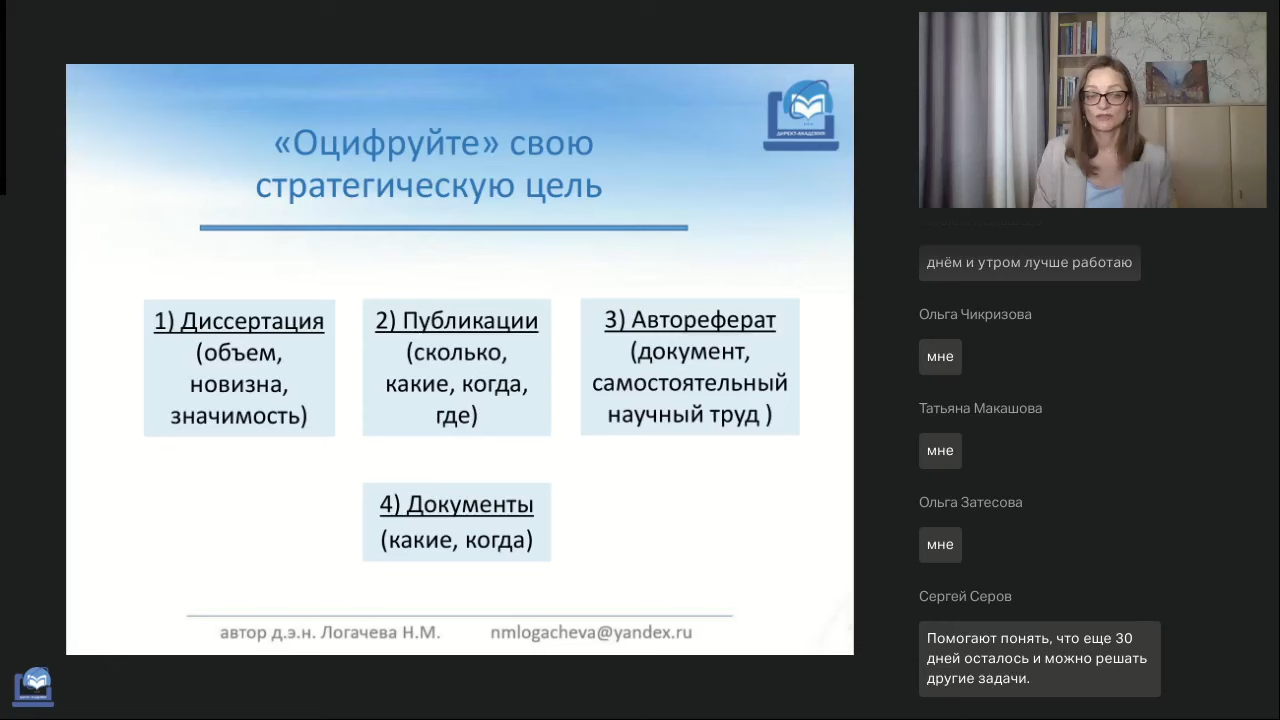 «Оцифруйте» свою
стратегическую цель
ДИРЕКТ-АКАДЕМИЯ
1) Диссертация
(объем,
новизна,
значимость)
2) Публикации
(сколько,
какие, когда,
где)
3) Автореферат
(документ,
самостоятельный
научный труд )
4) Документы
(какие, когда)
автор д.э.н. Логачева Н.М.
nmlogacheva@yandex.ru
днём и утром лучше работаю
Ольга Чикризова
мне
Татьяна Макашова
мне
Ольга Затесова
мне
Сергей Серов
Помогают понять, что еще 30
дней осталось и можно решать
другие задачи.